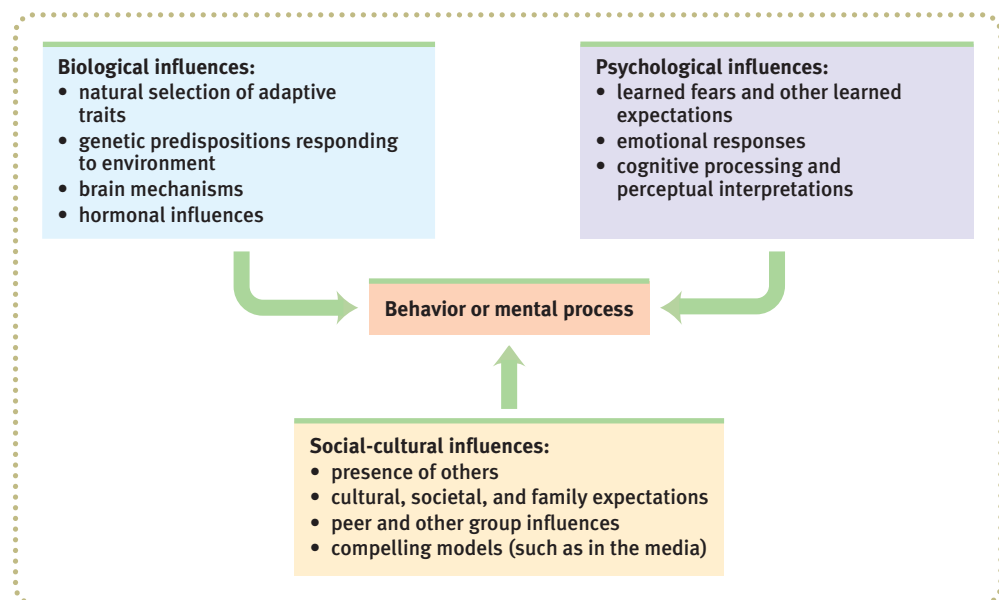 Biological influences:
• natural selection of adaptive
traits
• genetic predispositions responding
to environment
• brain mechanisms
• hormonal influences
Psychological influences:
• learned fears and other learned
expectations
• emotional responses
• cognitive processing and
perceptual interpretations
Behavior or mental process
Social-cultural influences:
• presence of others
• cultural, societal, and family expectations
• peer and other group influences
• compelling models (such as in the media)